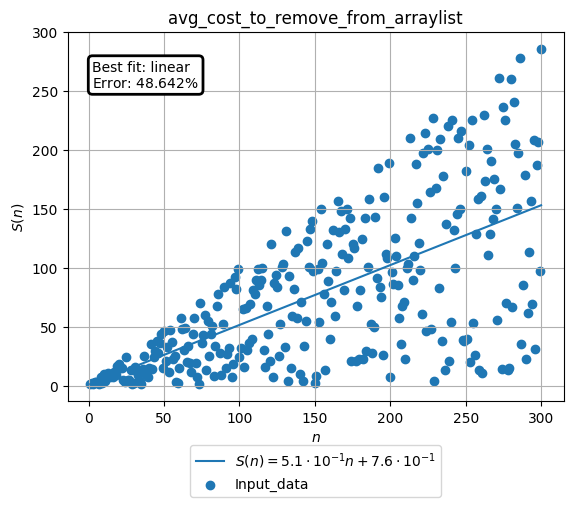 avg_cost_to_remove_from_arraylist
Best fit: linear
Error: 48.642%
300
250
200
150
100
50
0
S(n)
0 50 100 150 200 250 300
n
S(n) = 5.1 · 10⁻¹n + 7.6 · 10⁻¹
Input_data